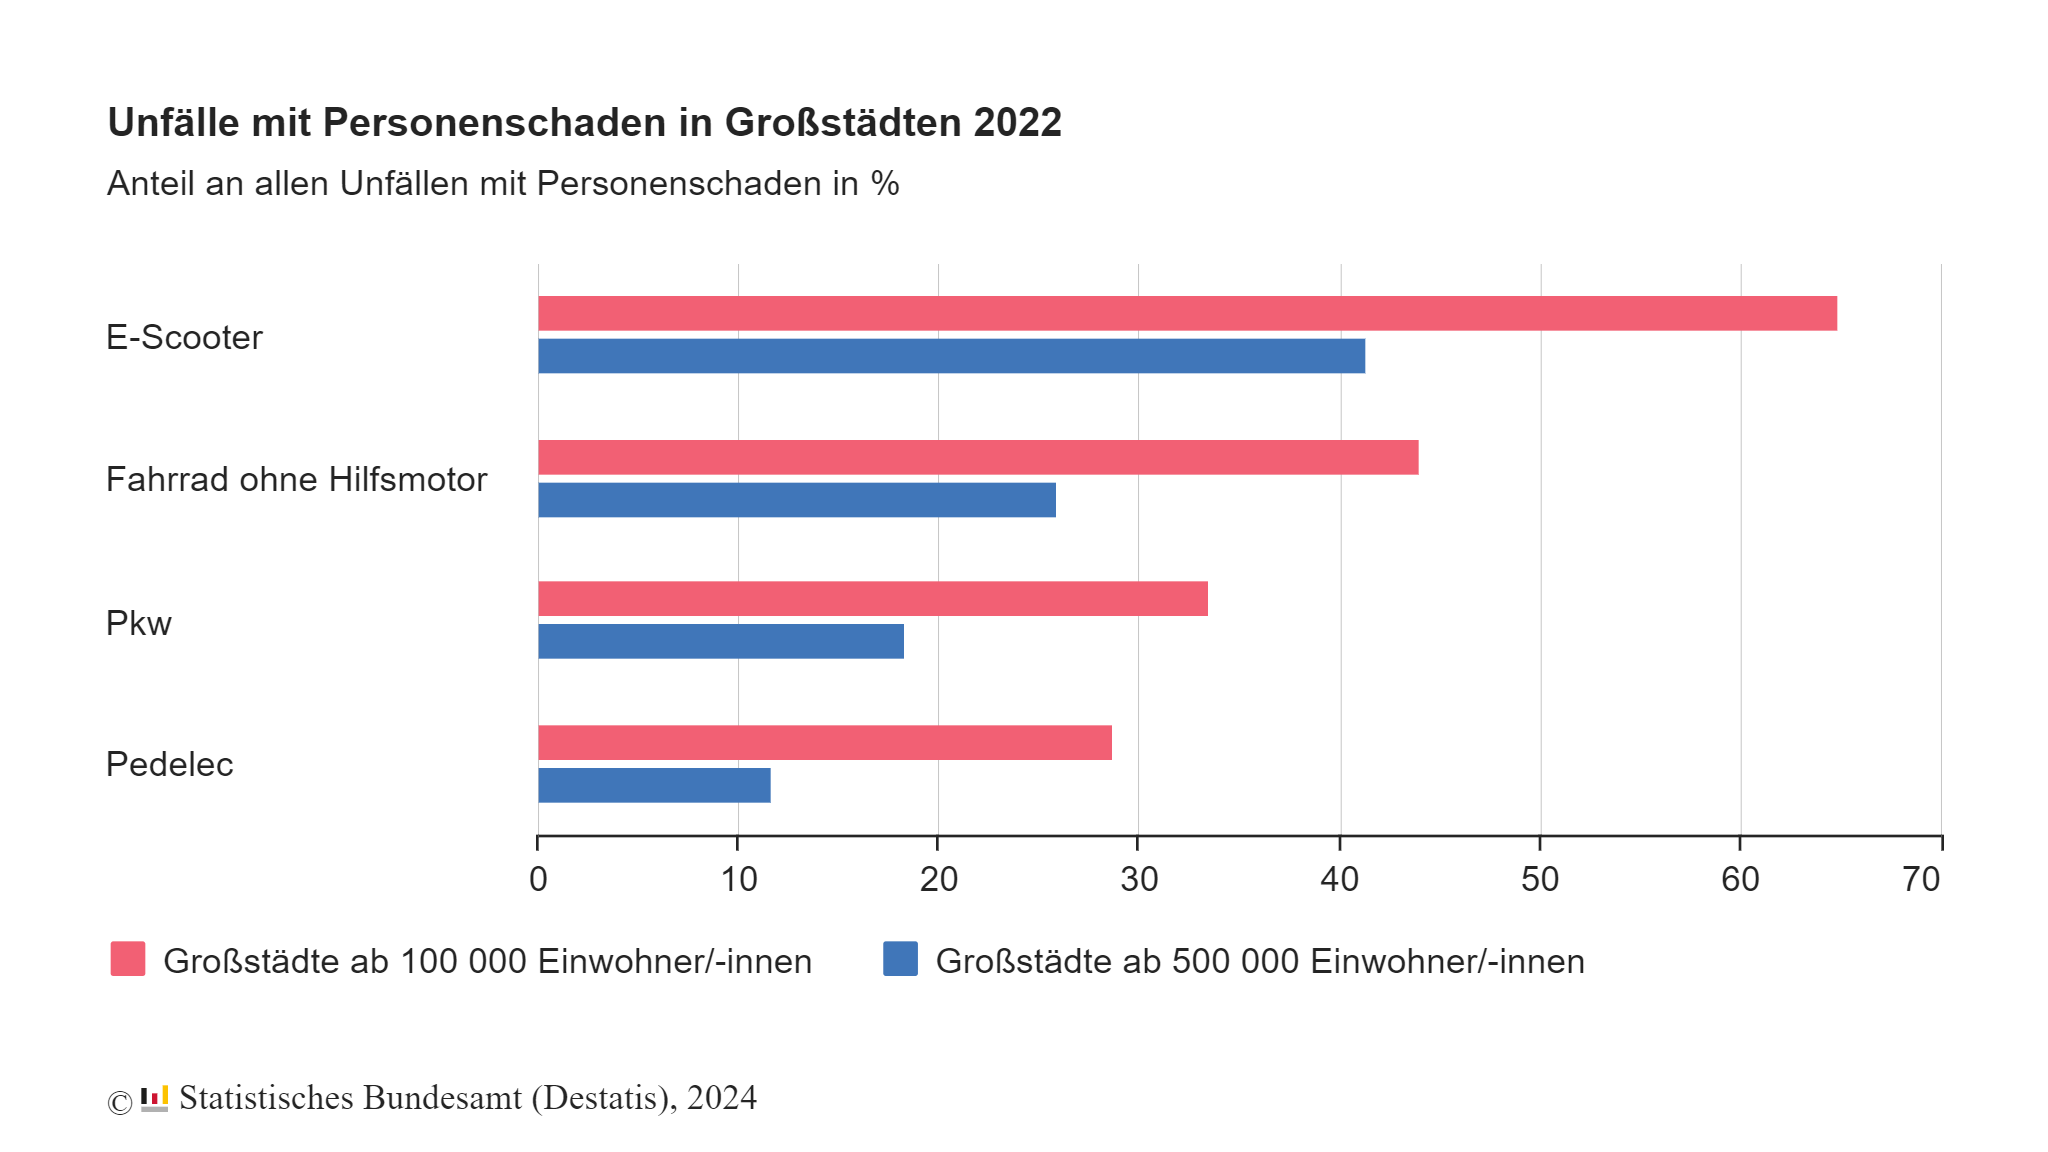 Unfälle mit Personenschaden in Großstädten 2022
Anteil an allen Unfällen mit Personenschaden in %
E-Scooter
Fahrrad ohne Hilfsmotor
Pkw
Pedelec
0 10 20 30 40 50 60 70
Großstädte ab 100 000 Einwohner/-innen Großstädte ab 500 000 Einwohner/-innen
© Statistisches Bundesamt (Destatis), 2024